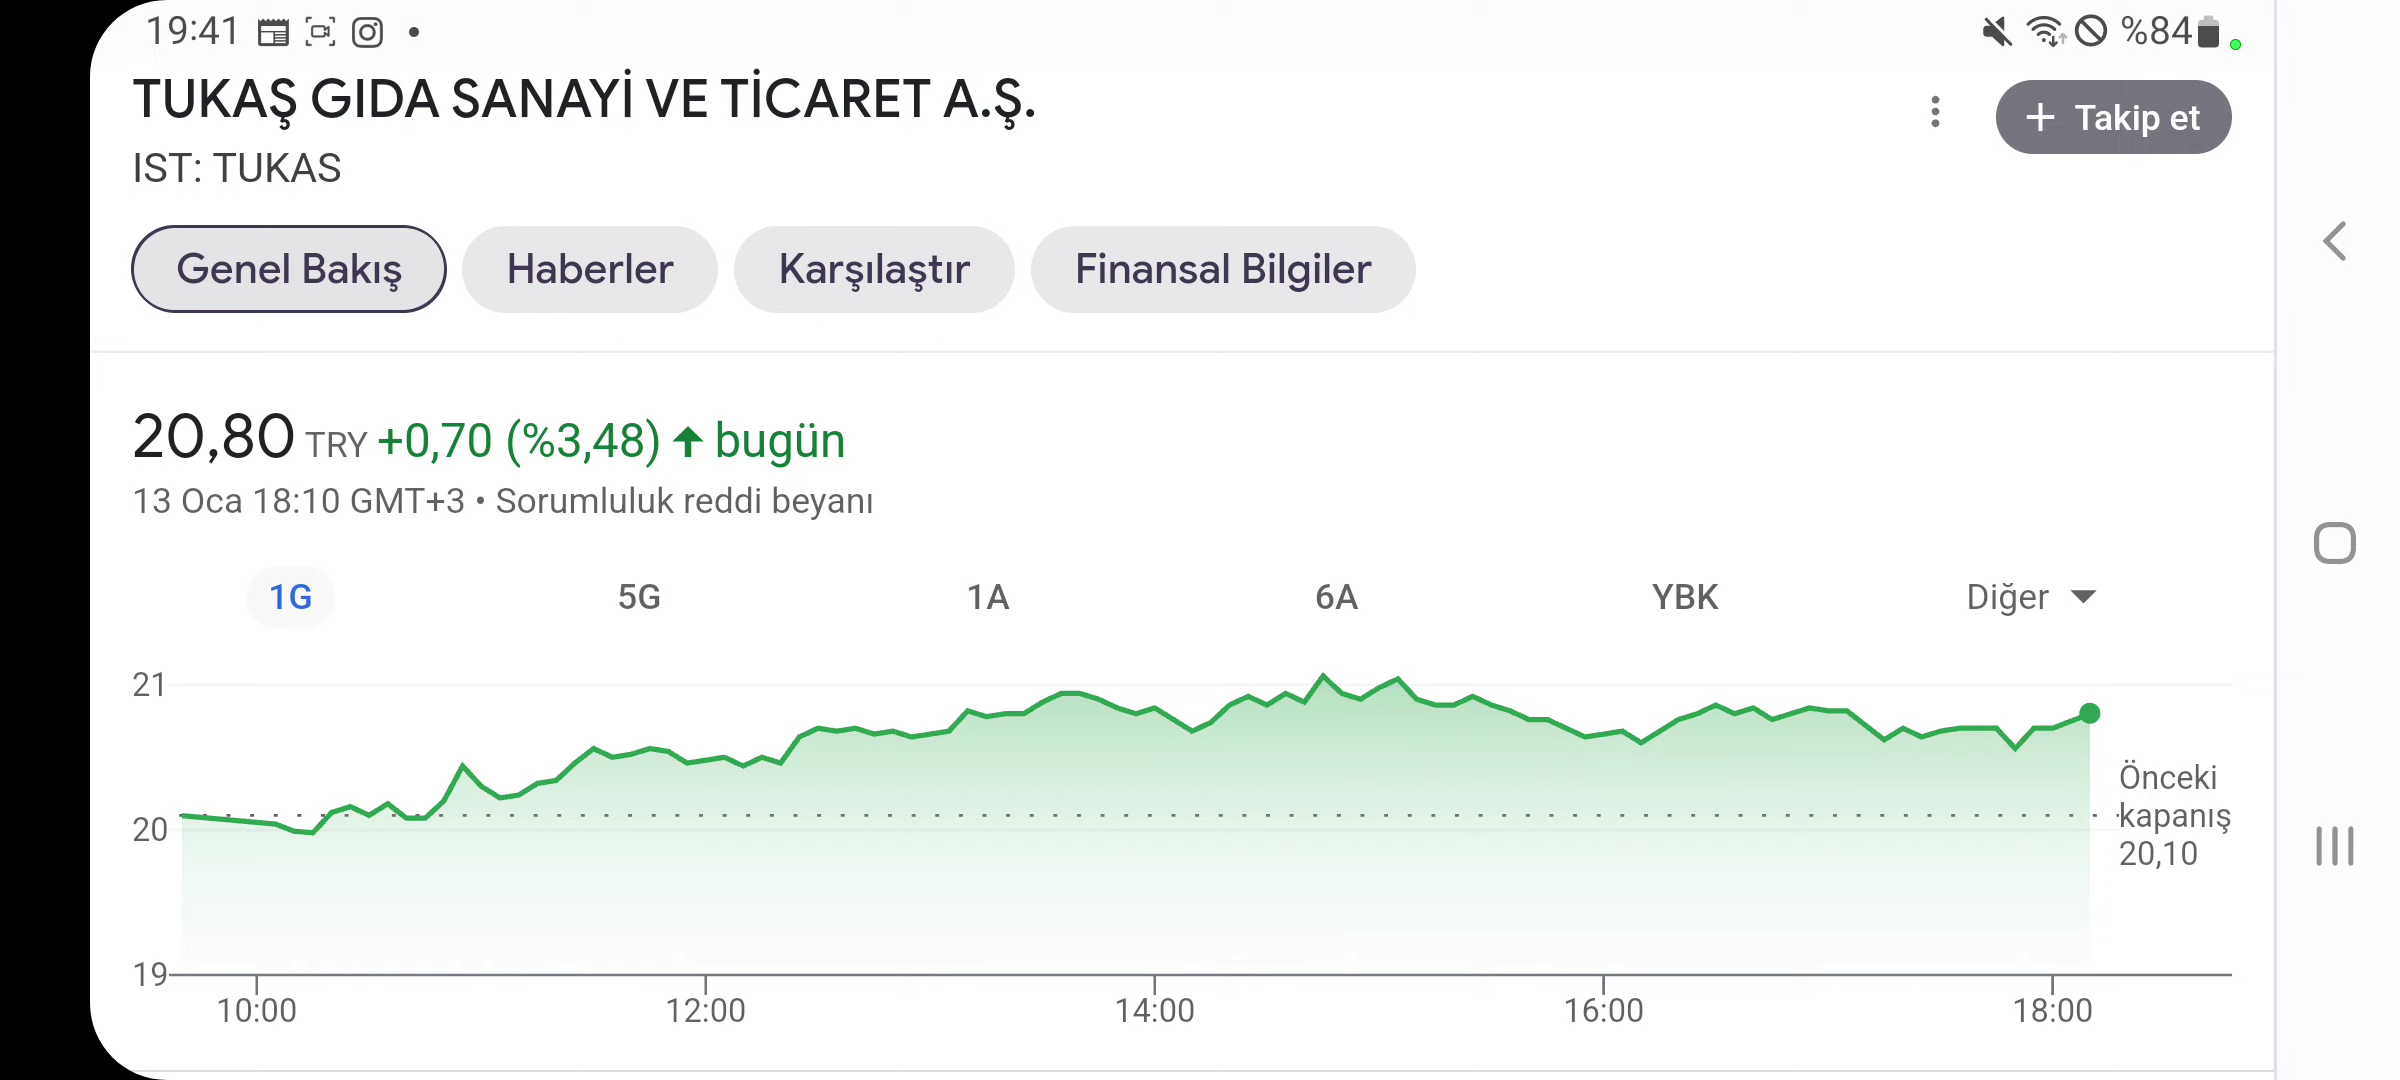 19:41
%84
TUKAŞ GIDA SANAYİ VE TİCARET A.Ş.
Takip et
IST: TUKAS
Genel Bakış
Haberler
Karşılaştır
Finansal Bilgiler
20,80 TRY +0,70 (%3,48) bugün
13 Oca 18:10 GMT+3 • Sorumluluk reddi beyanı
1G
5G
1A
6A
YBK
Diğer
21
20
19
Önceki
kapanış
20,10
10:00
12:00
14:00
16:00
18:00